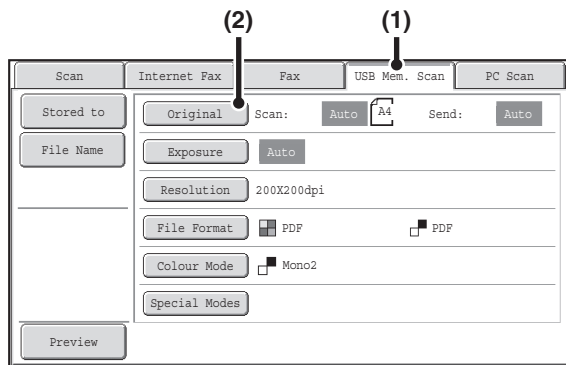 (2) (1)
Scan Internet Fax Fax USB Mem. Scan PC Scan
Stored to Original Scan: Auto A4 Send: Auto
File Name Exposure Auto
Resolution 200X200dpi
File Format PDF PDF
Colour Mode Mono2
Special Modes
Preview